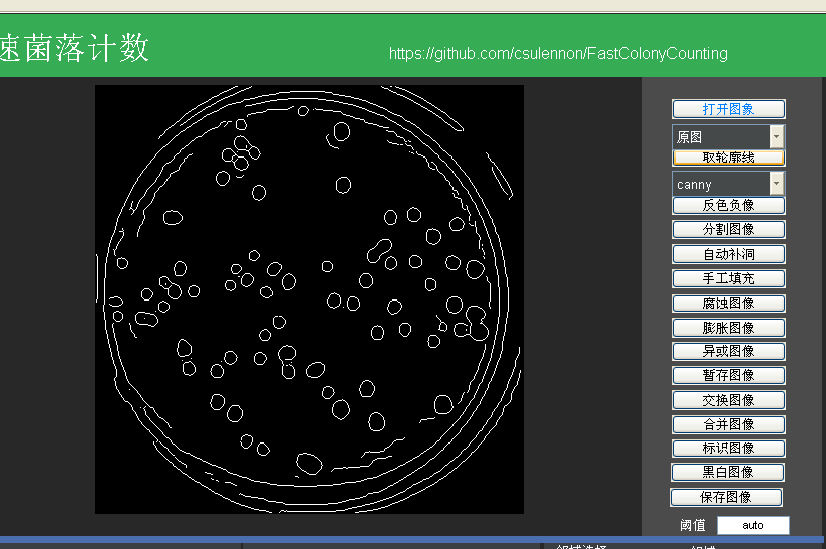 速菌落计数
https://github.com/csulennon/FastColonyCounting
打开图象
原图
取轮廓线
canny
反色负像
分割图像
自动补洞
手工填充
腐蚀图像
膨胀图像
异或图像
暂存图像
交换图像
合并图像
标识图像
黑白图像
保存图像
阈值 auto